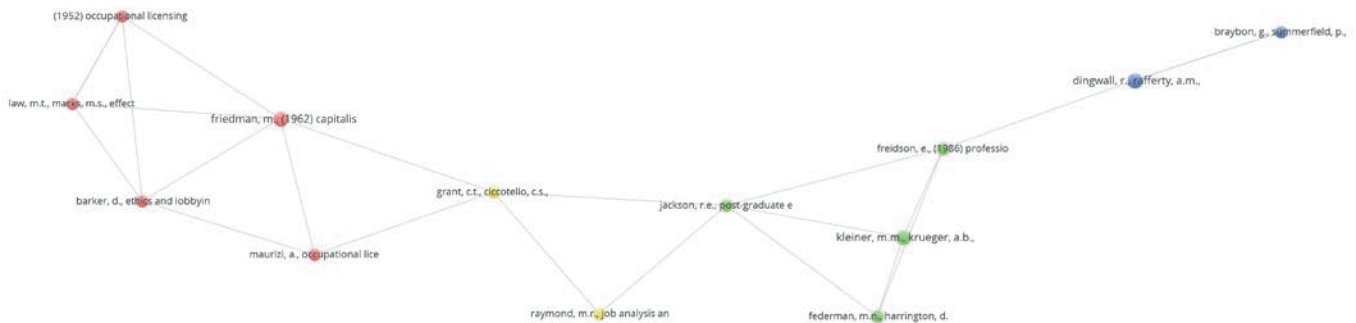 (1952) occupational licensing
braybon, g., summerfield, p.,
dingwall, r., rafferty, a.m.,
law, m.t., marks, m.s., effect
friedman, m., (1962) capitalis
freidson, e., (1986) professio
grant, c.t., ciccotello, c.s.,
barker, d., ethics and lobbyin
jackson, r.e., post-graduate e
kleiner, m.m., krueger, a.b.,
maurizi, a., occupational lice
raymond, m.r., job analysis an
federman, m.n., harrington, d.